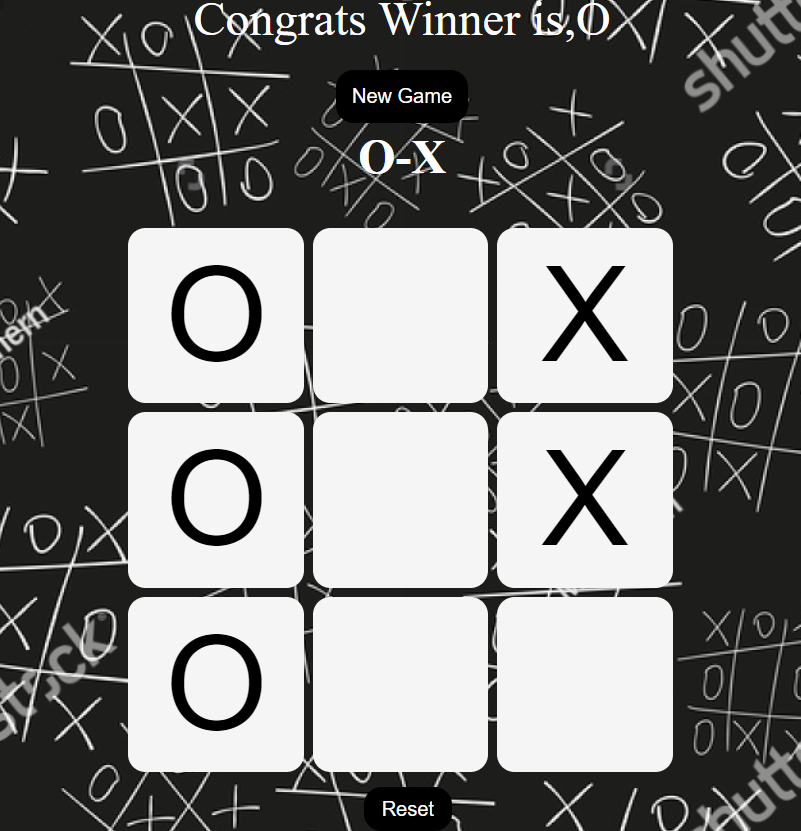 Congrats Winner is,O
New Game
O-X
O X
O X
O
Reset